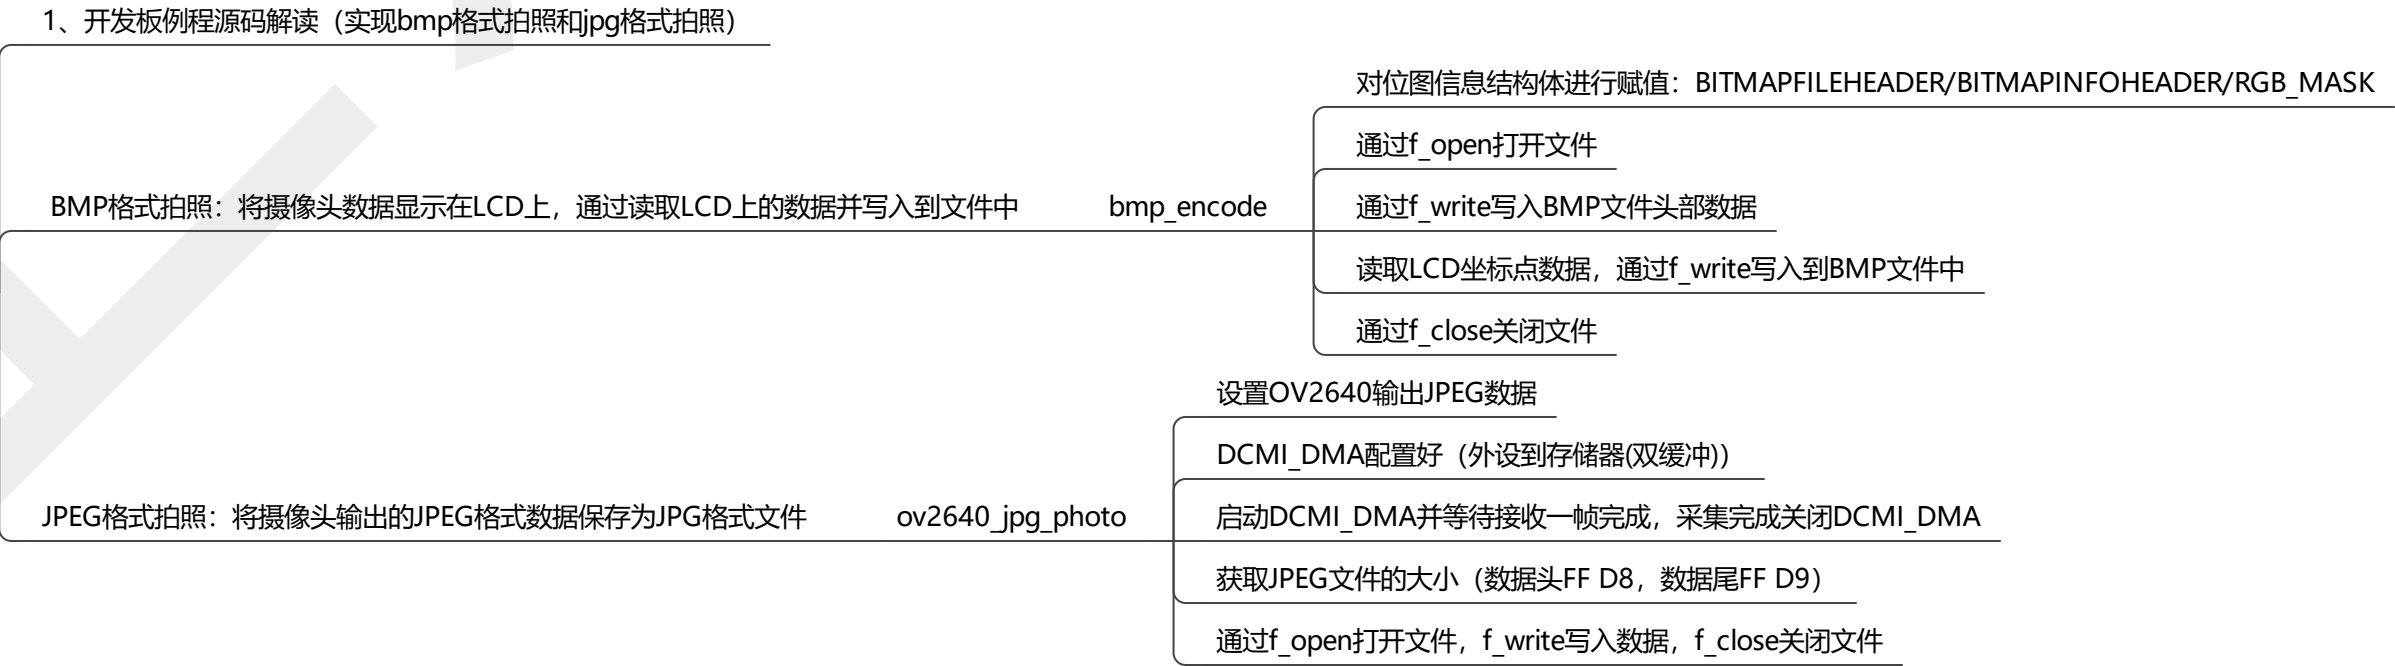 1、开发板例程源码解读（实现bmp格式拍照和jpg格式拍照）
BMP格式拍照：将摄像头数据显示在LCD上，通过读取LCD上的数据并写入到文件中
bmp_encode
对位图信息结构体进行赋值：BITMAPFILEHEADER/BITMAPINFOHEADER/RGB_MASK
通过f_open打开文件
通过f_write写入BMP文件头部数据
读取LCD坐标点数据，通过f_write写入到BMP文件中
通过f_close关闭文件
JPEG格式拍照：将摄像头输出的JPEG格式数据保存为JPG格式文件
ov2640_jpg_photo
设置OV2640输出JPEG数据
DCMI_DMA配置好（外设到存储器(双缓冲)）
启动DCMI_DMA并等待接收一帧完成，采集完成关闭DCMI_DMA
获取JPEG文件的大小（数据头FF D8，数据尾FF D9）
通过f_open打开文件，f_write写入数据，f_close关闭文件